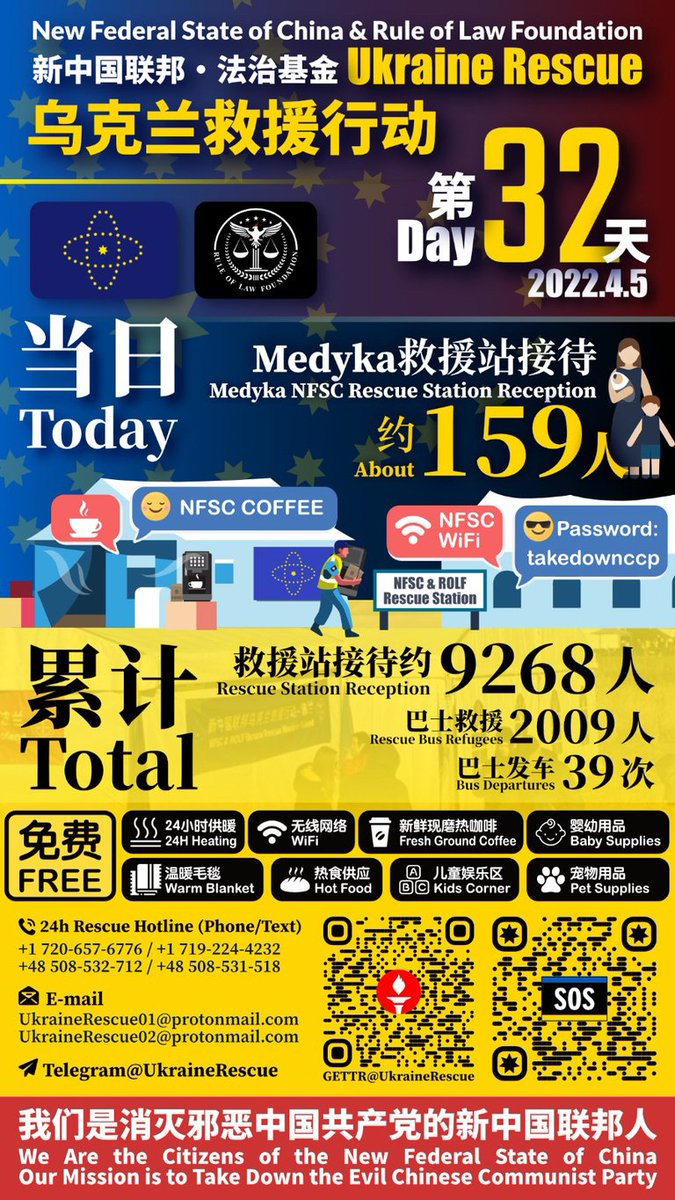 New Federal State of China & Rule of Law Foundation
新中国联邦·法治基金 Ukraine Rescue
乌克兰救援行动
第 32 天
Day
2022.4.5
RULE OF LAW FOUNDATION
当日
Today
Medyka救援站接待
Medyka NFSC Rescue Station Reception
约 159人
About
NFSC COFFEE
NFSC
WiFi
Password:
takedownccp
NFSC & ROLF
Rescue Station
累计
Total
救援站接待约 9268 人
Rescue Station Reception
巴士救援 2009 人
Rescue Bus Refugees
巴士发车 39 次
Bus Departures
免费
FREE
24小时供暖
24H Heating
无线网络
WiFi
新鲜现磨热咖啡
Fresh Ground Coffee
婴幼用品
Baby Supplies
温暖毛毯
Warm Blanket
热食供应
Hot Food
ABC
儿童娱乐区
Kids Corner
宠物用品
Pet Supplies
24h Rescue Hotline (Phone/Text)
+1 720-657-6776 / +1 719-224-4232
+48 508-532-712 / +48 508-531-518
E-mail
UkraineRescue01@protonmail.com
UkraineRescue02@protonmail.com
Telegram@UkraineRescue
GETTR@UkraineRescue
SOS
我们是消灭邪恶中国共产党的新中国联邦人
We Are the Citizens of the New Federal State of China
Our Mission is to Take Down the Evil Chinese Communist Party